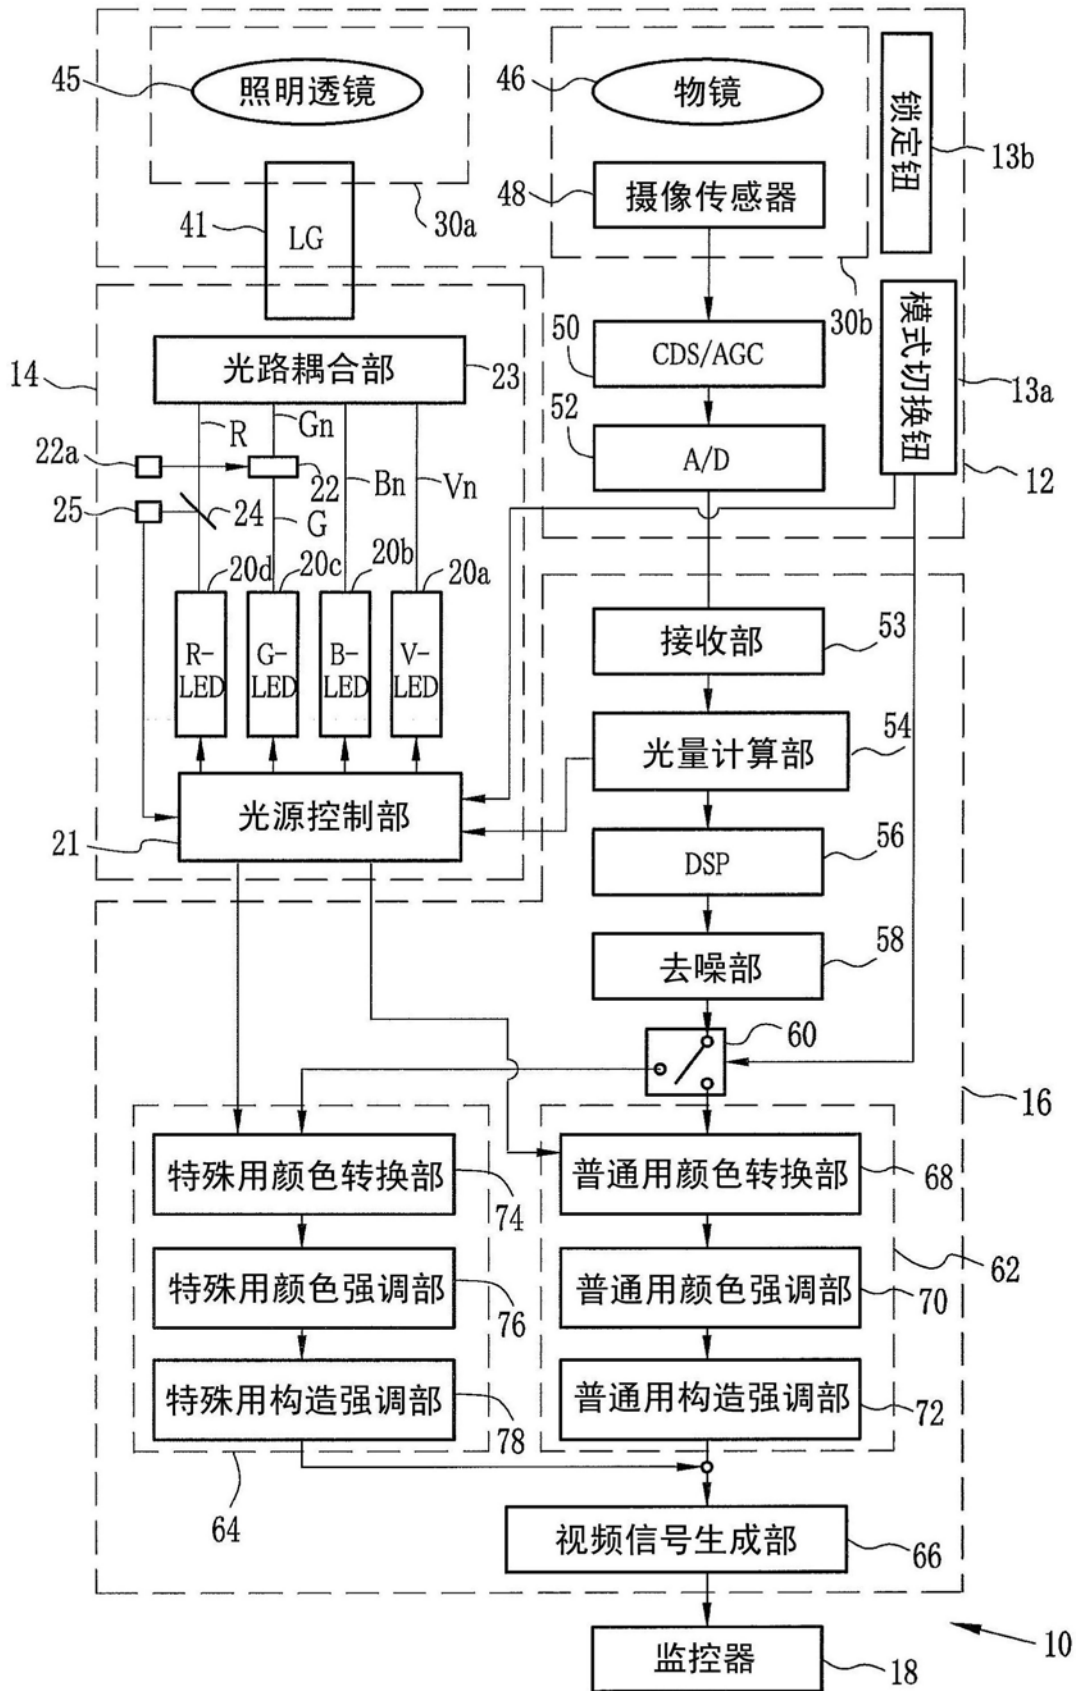 45
照明透镜
46
物镜
锁定钮
13b
41
LG
30a
48
摄像传感器
30b
模式切换钮
13a
12
14
光路耦合部
23
50
CDS/AGC
52
A/D
R
Gn
Bn
Vn
22a
22
25
24
G
20d
20c
20b
20a
R-
LED
G-
LED
B-
LED
V-
LED
接收部
53
光量计算部
54
21
光源控制部
DSP
56
去噪部
58
60
16
特殊用颜色转换部
74
普通用颜色转换部
68
62
特殊用颜色强调部
76
普通用颜色强调部
70
特殊用构造强调部
78
普通用构造强调部
72
64
视频信号生成部
66
10
监控器
18